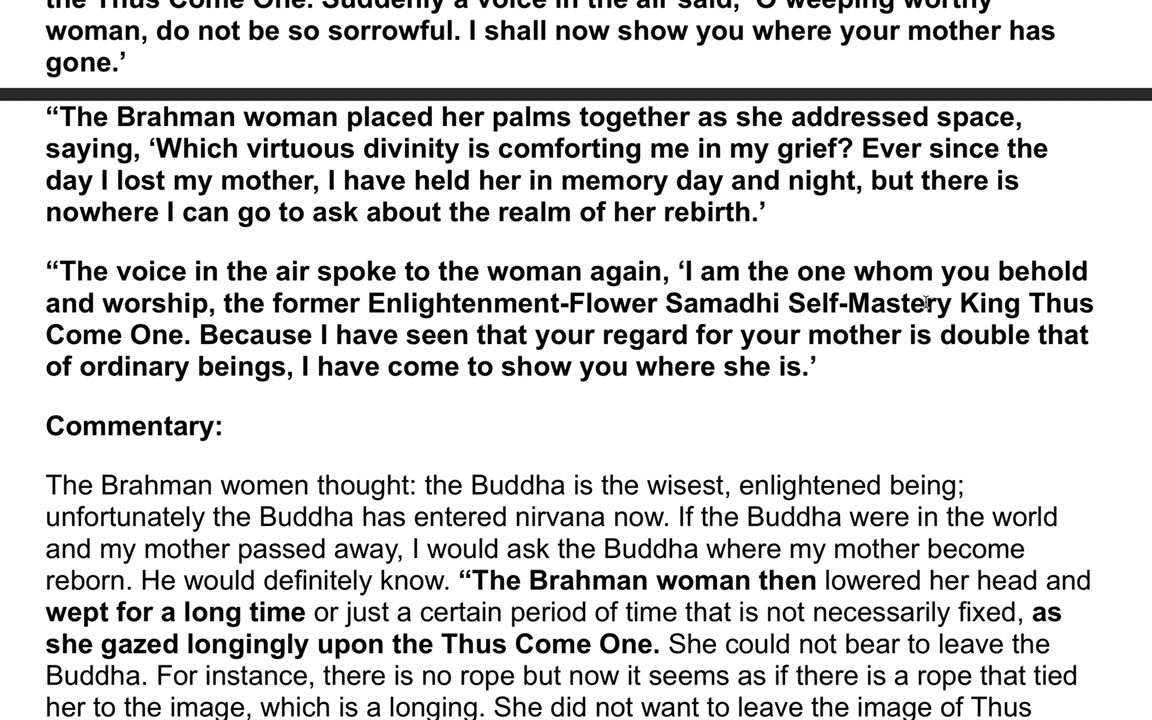 the Thus Come One. Suddenly a voice in the air said, ‘O weeping worthy
woman, do not be so sorrowful. I shall now show you where your mother has
gone.’
“The Brahman woman placed her palms together as she addressed space,
saying, ‘Which virtuous divinity is comforting me in my grief? Ever since the
day I lost my mother, I have held her in memory day and night, but there is
nowhere I can go to ask about the realm of her rebirth.’
“The voice in the air spoke to the woman again, ‘I am the one whom you behold
and worship, the former Enlightenment-Flower Samadhi Self-Mastery King Thus
Come One. Because I have seen that your regard for your mother is double that
of ordinary beings, I have come to show you where she is.’
Commentary:
The Brahman women thought: the Buddha is the wisest, enlightened being;
unfortunately the Buddha has entered nirvana now. If the Buddha were in the world
and my mother passed away, I would ask the Buddha where my mother become
reborn. He would definitely know. “The Brahman woman then lowered her head and
wept for a long time or just a certain period of time that is not necessarily fixed, as
she gazed longingly upon the Thus Come One. She could not bear to leave the
Buddha. For instance, there is no rope but now it seems as if there is a rope that tied
her to the image, which is a longing. She did not want to leave the image of Thus